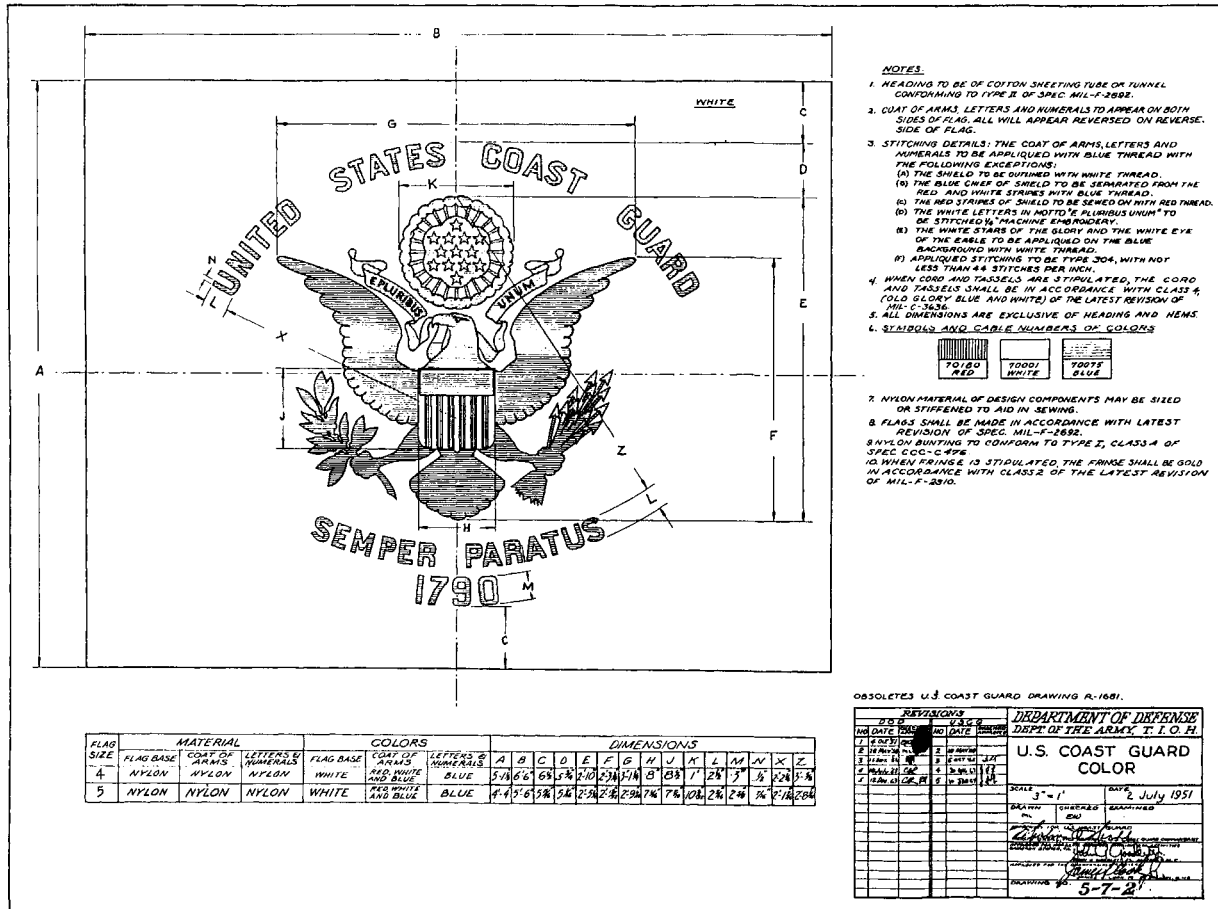 B
WHITE
C
G
STATES COAST
K
D
UNITED
GUARD
N
L
E PLURIBUS
UNUM
E
X
A
J
F
Z
L
H
SEMPER PARATUS
1790
M
C
NOTES
1. HEADING TO BE OF COTTON SHEETING TUBE OR TUNNEL
CONFORMING TO TYPE II OF SPEC. MIL-F-2692.
2. COAT OF ARMS, LETTERS AND NUMERALS TO APPEAR ON BOTH
SIDES OF FLAG. ALL WILL APPEAR REVERSED ON REVERSE
SIDE OF FLAG.
3. STITCHING DETAILS: THE COAT OF ARMS, LETTERS AND
NUMERALS TO BE APPLIQUED WITH BLUE THREAD WITH
THE FOLLOWING EXCEPTIONS:
(A) THE SHIELD TO BE OUTLINED WITH WHITE THREAD.
(B) THE BLUE CHIEF OF SHIELD TO BE SEPARATED FROM THE
RED AND WHITE STRIPES WITH BLUE THREAD.
(C) THE RED STRIPES OF SHIELD TO BE SEWED ON WITH RED THREAD.
(D) THE WHITE LETTERS IN MOTTO "E PLURIBUS UNUM" TO
BE STITCHED 1/8" MACHINE EMBROIDERY.
(E) THE WHITE STARS OF THE GLORY AND THE WHITE EYE
OF THE EAGLE TO BE APPLIQUED ON THE BLUE
BACKGROUND WITH WHITE THREAD.
(F) APPLIQUED STITCHING TO BE TYPE 304, WITH NOT
LESS THAN 44 STITCHES PER INCH.
4. WHEN CORD AND TASSELS ARE STIPULATED, THE CORD
AND TASSELS SHALL BE IN ACCORDANCE WITH CLASS 4,
(OLD GLORY BLUE AND WHITE) OF THE LATEST REVISION OF
MIL-C-3636.
5. ALL DIMENSIONS ARE EXCLUSIVE OF HEADING AND HEMS.
6. SYMBOLS AND CABLE NUMBERS OF COLORS
70180 RED
70001 WHITE
70075 BLUE
7. NYLON MATERIAL OF DESIGN COMPONENTS MAY BE SIZED
OR STIFFENED TO AID IN SEWING.
8. FLAGS SHALL BE MADE IN ACCORDANCE WITH LATEST
REVISION OF SPEC. MIL-F-2692.
9. NYLON BUNTING TO CONFORM TO TYPE I, CLASS A OF
SPEC CCC-C-476
10. WHEN FRINGE IS STIPULATED, THE FRINGE SHALL BE GOLD
IN ACCORDANCE WITH CLASS 2 OF THE LATEST REVISION
OF MIL-F-2910.
FLAG SIZE MATERIAL COLORS DIMENSIONS
FLAG BASE COAT OF ARMS LETTERS & NUMERALS FLAG BASE COAT OF ARMS LETTERS & NUMERALS A B C D E F G H J K L M N X Z
4 NYLON NYLON NYLON WHITE RED, WHITE AND BLUE BLUE
5 NYLON NYLON NYLON WHITE RED, WHITE AND BLUE BLUE
OBSOLETES U.S. COAST GUARD DRAWING R-1681.
REVISIONS
DOD USCG
NO DATE NO DATE
DEPARTMENT OF DEFENSE
DEPT. OF THE ARMY, T. I. O. H.
U.S. COAST GUARD
COLOR
SCALE 3"=1'
DATE 2 July 1951
DRAWN CHECKED EXAMINED
DRAWING NO. 5-7-2